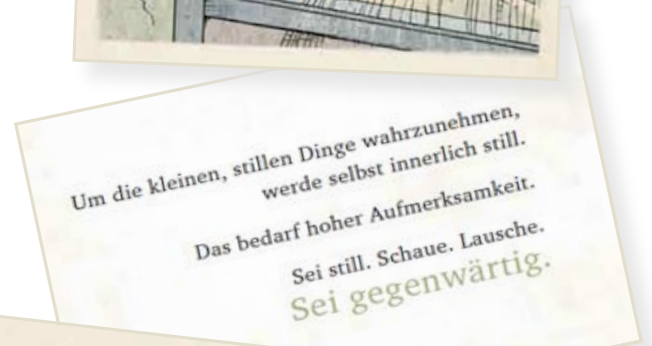 Um die kleinen, stillen Dinge wahrzunehmen,
werde selbst innerlich still.
Das bedarf hoher Aufmerksamkeit.
Sei still. Schaue. Lausche.
Sei gegenwärtig.